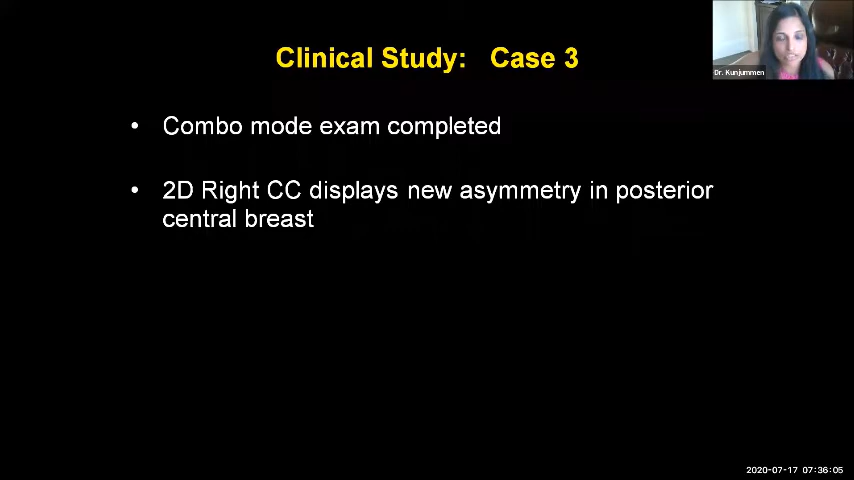 Clinical Study: Case 3
Dr. Kunjummen
• Combo mode exam completed
• 2D Right CC displays new asymmetry in posterior
central breast
2020-07-17 07:36:05